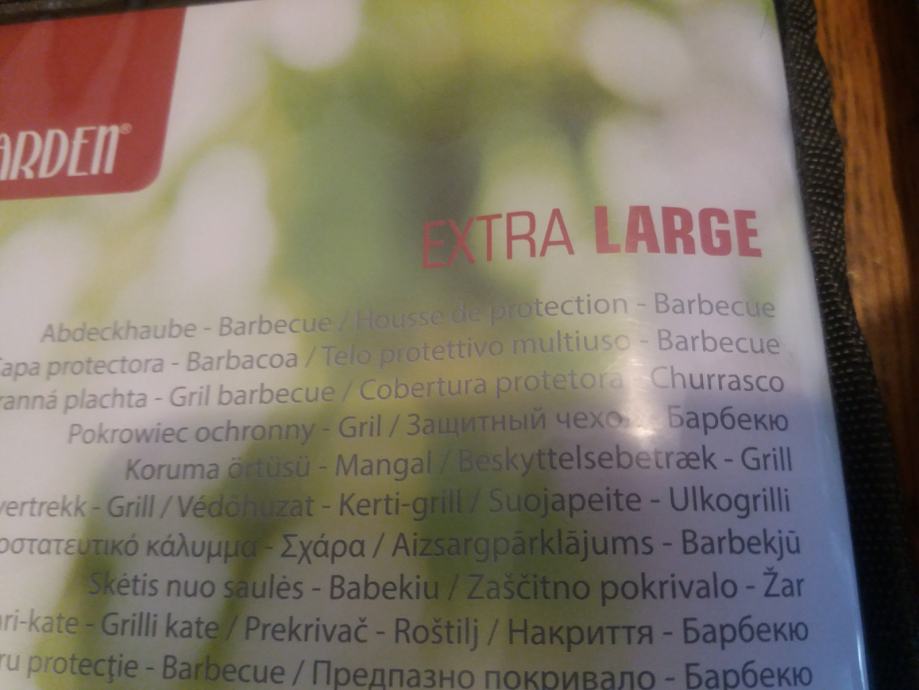 ARDEN®
EXTRA LARGE
Abdeckhaube - Barbecue / Housse de protection - Barbecue
apa protectora - Barbacoa / Telo protettivo multiuso - Barbecue
ranná plachta - Gril barbecue / Cobertura protetora - Churrasco
Pokrowiec ochronny - Gril / Защитный чехо - Барбекю
Koruma örtüsü - Mangal / Beskyttelsebetræk - Grill
vertrekk - Grill / Védőhuzat - Kerti-grill / Suojapeite - Ulkogrilli
οστατευτικό κάλυμμα - Σχάρα / Aizsargpārklājums - Barbekjū
Skėtis nuo saulės - Babekiu / Zaščitno pokrivalo - Žar
ri-kate - Grilli kate / Prekrivač - Roštilj / Накриття - Барбекю
ru protecţie - Barbecue / Предпазно покривало - Барбекю